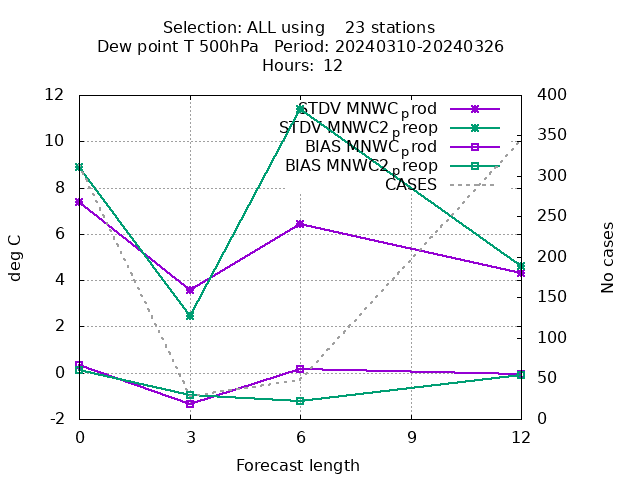 Selection: ALL using    23 stations
Dew point T 500hPa   Period: 20240310-20240326
Hours: 12
12
10
8
6
4
2
0
-2
400
350
300
250
200
150
100
50
0
STDV MNWC_prod
STDV MNWC2_preop
BIAS MNWC_prod
BIAS MNWC2_preop
CASES
deg C
No cases
0 3 6 9 12
Forecast length